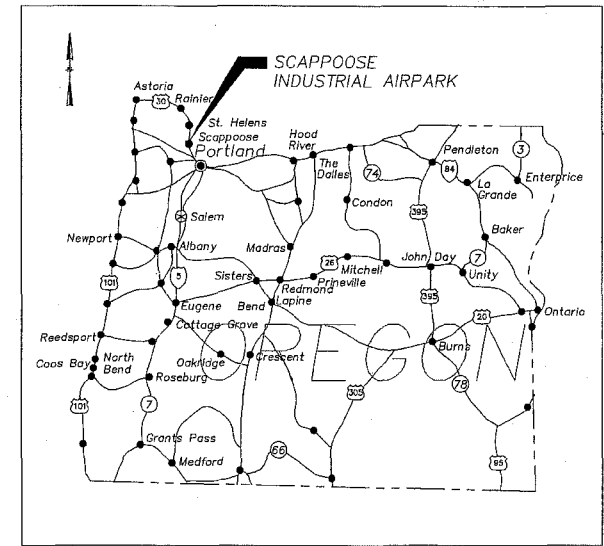 SCAPPOOSE
INDUSTRIAL AIRPARK
Astoria
30
Rainier
St. Helens
Scappoose
Portland
Hood
River
The
Dalles
74
Pendleton
84
3
La
Grande
Enterprice
Condon
395
Salem
Newport
Albany
Madras
Baker
7
26
John Day
Mitchell
Unity
Sisters
Prineville
Redmond
5
101
Eugene
Bend
Lapine
395
20
Ontario
Cottage Grove
Reedsport
OREGON
Burns
North
Bend
Coos Bay
Oakridge
Crescent
Roseburg
78
305
101
7
Grants Pass
66
Medford
95